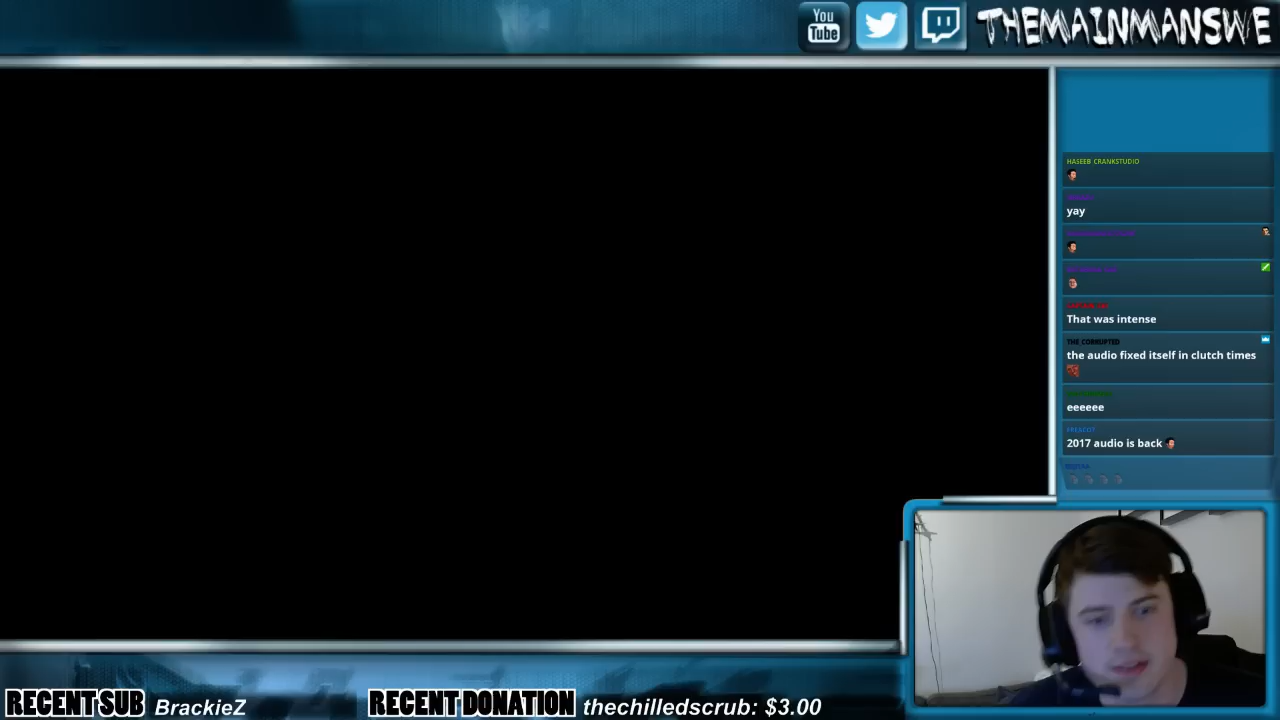 You
Tube
THEMAINMANSWE
HASEEB CRANKSTUDIO
yay
That was intense
THE CORRUPTED
the audio fixed itself in clutch times
eeeeee
FRESCOT
2017 audio is back
RECENT SUB BrackieZ
RECENT DONATION thechilledscrub: $3.00